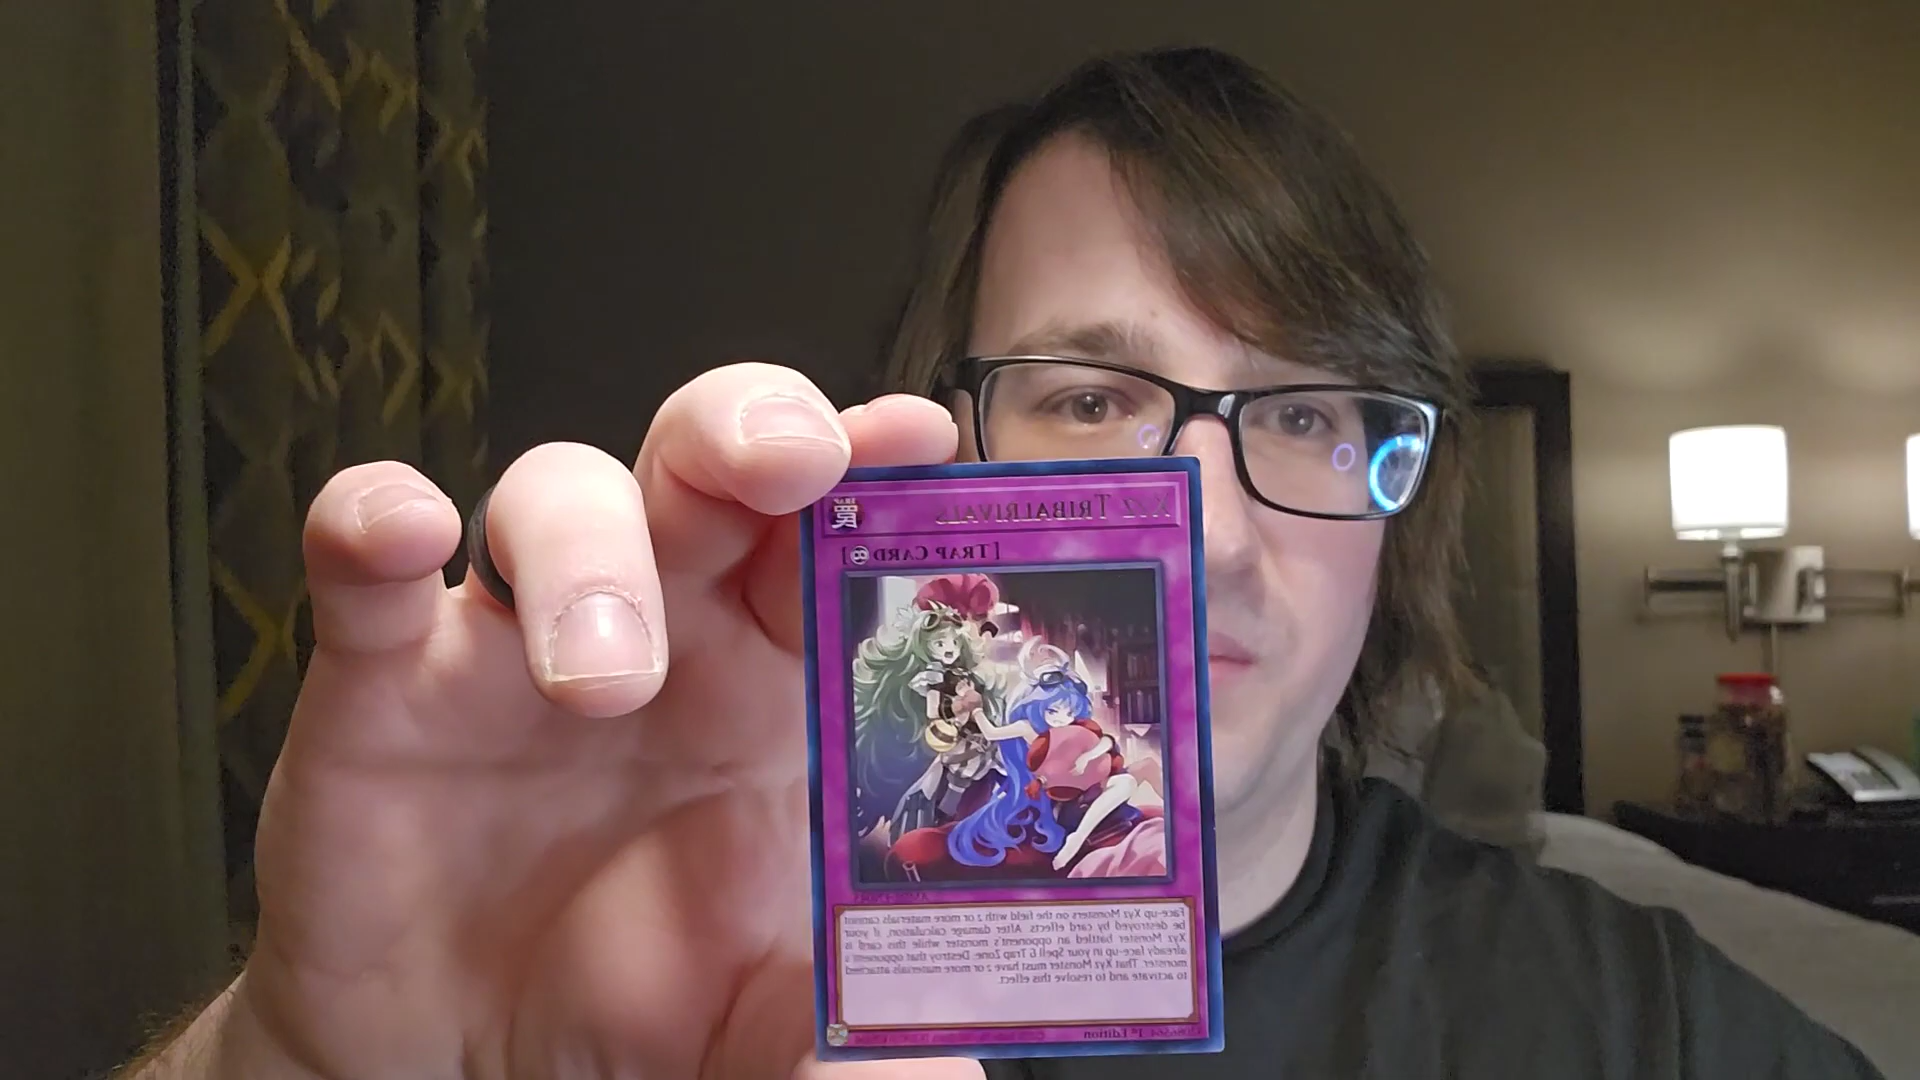 Xyz Tribalrivals
[Trap Card]
Face-up Xyz Monsters on the field with 2 or more materials cannot
be destroyed by card effects. After damage calculation, if your
Xyz Monster battled an opponent's monster while this card is
already face-up in your Spell & Trap Zone: Destroy that opponent's
monster. That Xyz Monster must have 2 or more materials attached
to activate and to resolve this effect.
1st Edition